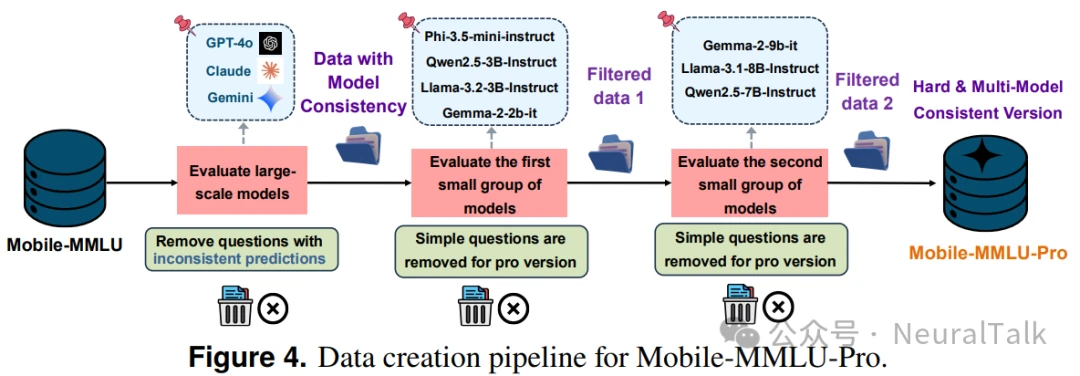 GPT-4o
Claude
Gemini
Data with
Model
Consistency
Phi-3.5-mini-instruct
Qwen2.5-3B-Instruct
Llama-3.2-3B-Instruct
Gemma-2-2b-it
Filtered
data 1
Gemma-2-9b-it
Llama-3.1-8B-Instruct
Qwen2.5-7B-Instruct
Filtered
data 2
Hard & Multi-Model
Consistent Version
Mobile-MMLU
Evaluate large-
scale models
Evaluate the first
small group of
models
Evaluate the second
small group of
models
Mobile-MMLU-Pro
Remove questions with
inconsistent predictions
Simple questions are
removed for pro version
Simple questions are
removed for pro version
公众号 · NeuralTalk
Figure 4. Data creation pipeline for Mobile-MMLU-Pro.